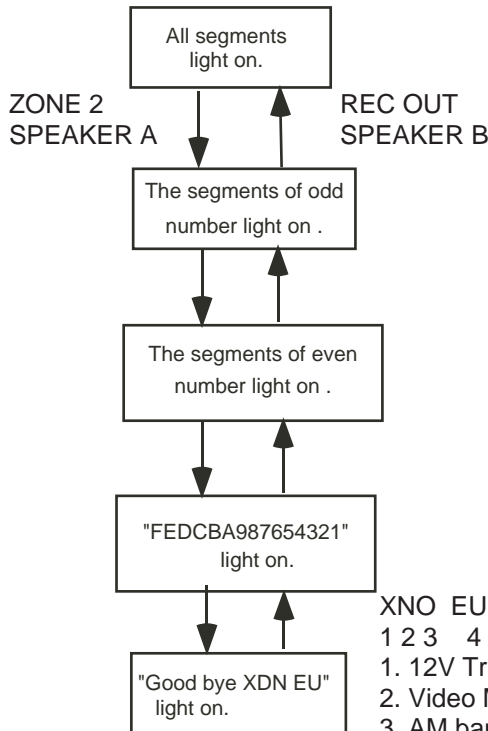 All segments
light on.
ZONE 2
SPEAKER A
REC OUT
SPEAKER B
The segments of odd
number light on .
The segments of even
number light on .
"FEDCBA987654321"
light on.
XNO EU
1 2 3 4
1. 12V
2. Video
3. AM
"Good bye XDN EU"
light on.